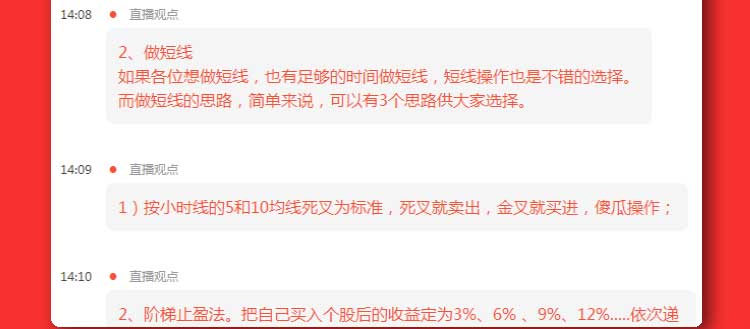 14:08 直播观点
2、做短线
如果各位想做短线，也有足够的时间做短线，短线操作也是不错的选择。
而做短线的思路，简单来说，可以有3个思路供大家选择。
14:09 直播观点
1）按小时线的5和10均线死叉为标准，死叉就卖出，金叉就买进，傻瓜操作；
14:10 直播观点
2、阶梯止盈法。把自己买入个股后的收益定为3%、6% 、9%、12%.....依次递